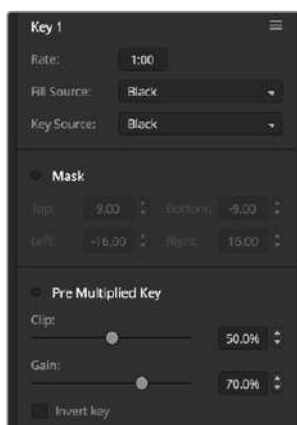 Key 1
Rate: 1:00
Fill Source: Black
Key Source: Black
Mask
Top: 9.00 Bottom: -9.00
Left: -16.00 Right: 16.00
Pre Multiplied Key
Clip:
50.0%
Gain:
70.0%
Invert key